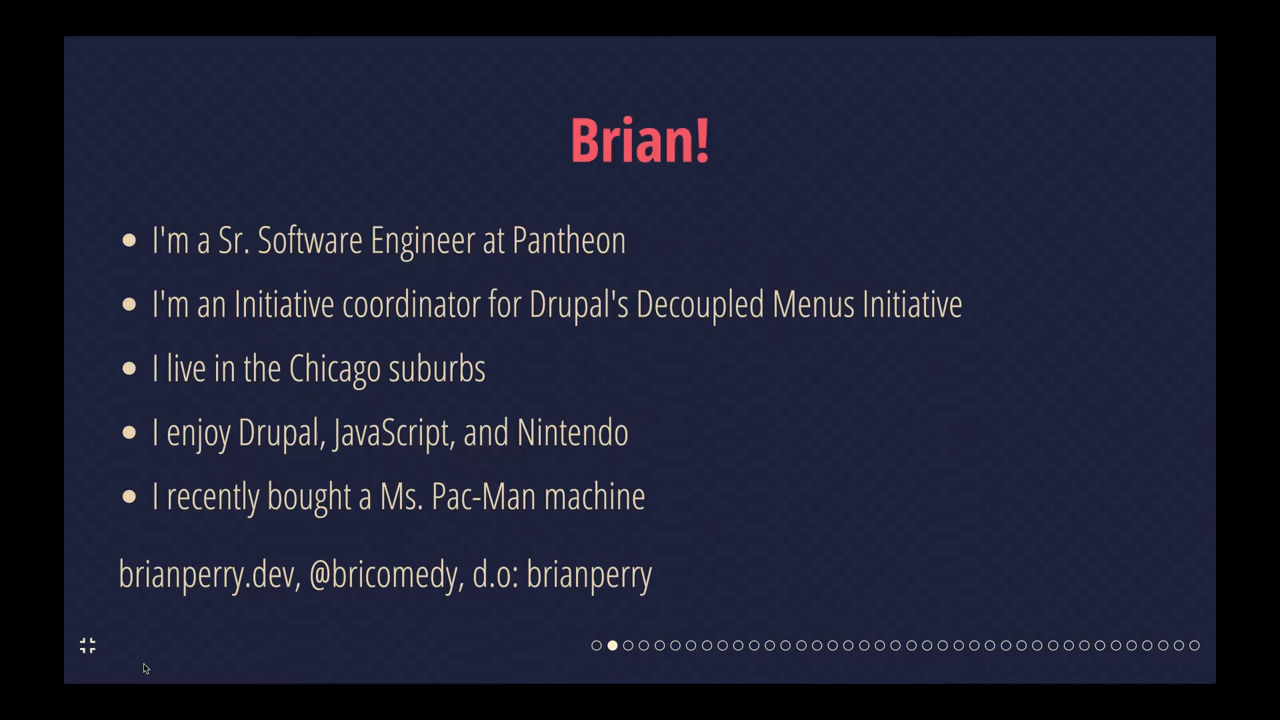 Brian!
I'm a Sr. Software Engineer at Pantheon
I'm an Initiative coordinator for Drupal's Decoupled Menus Initiative
I live in the Chicago suburbs
I enjoy Drupal, JavaScript, and Nintendo
I recently bought a Ms. Pac-Man machine
brianperry.dev, @bricomedy, d.o: brianperry